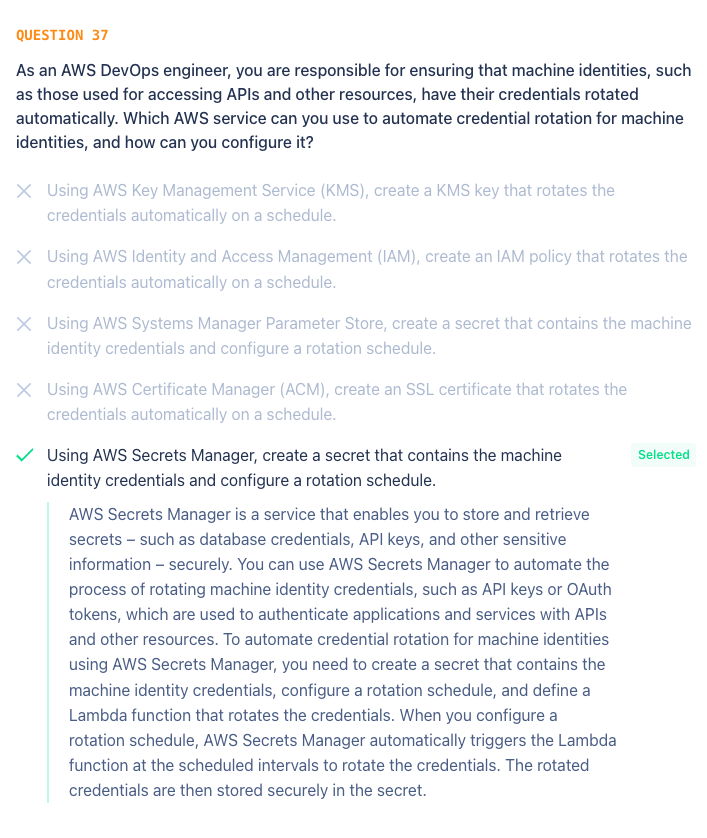 QUESTION 37
As an AWS DevOps engineer, you are responsible for ensuring that machine identities, such
as those used for accessing APIs and other resources, have their credentials rotated
automatically. Which AWS service can you use to automate credential rotation for machine
identities, and how can you configure it?
Using AWS Key Management Service (KMS), create a KMS key that rotates the
credentials automatically on a schedule.
Using AWS Identity and Access Management (IAM), create an IAM policy that rotates the
credentials automatically on a schedule.
Using AWS Systems Manager Parameter Store, create a secret that contains the machine
identity credentials and configure a rotation schedule.
Using AWS Certificate Manager (ACM), create an SSL certificate that rotates the
credentials automatically on a schedule.
Using AWS Secrets Manager, create a secret that contains the machine
identity credentials and configure a rotation schedule.
Selected
AWS Secrets Manager is a service that enables you to store and retrieve
secrets – such as database credentials, API keys, and other sensitive
information – securely. You can use AWS Secrets Manager to automate the
process of rotating machine identity credentials, such as API keys or OAuth
tokens, which are used to authenticate applications and services with APIs
and other resources. To automate credential rotation for machine identities
using AWS Secrets Manager, you need to create a secret that contains the
machine identity credentials, configure a rotation schedule, and define a
Lambda function that rotates the credentials. When you configure a
rotation schedule, AWS Secrets Manager automatically triggers the Lambda
function at the scheduled intervals to rotate the credentials. The rotated
credentials are then stored securely in the secret.